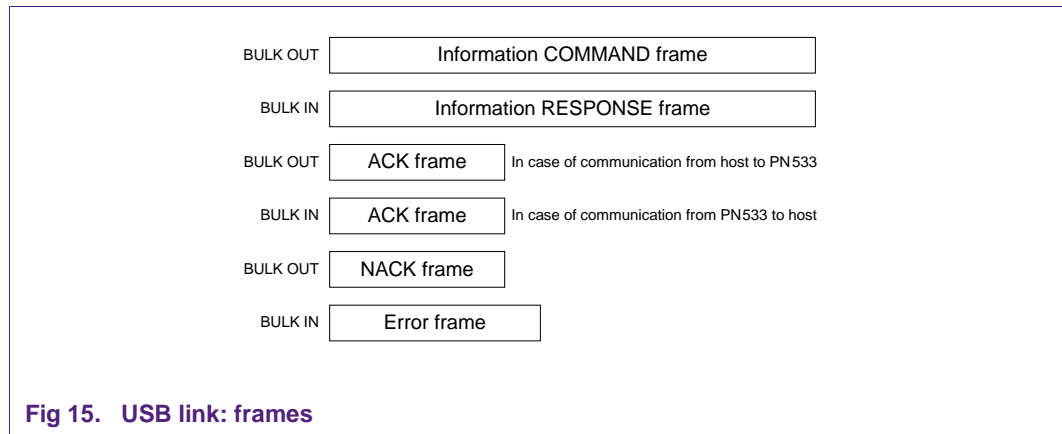 BULK OUT Information COMMAND frame
BULK IN Information RESPONSE frame
BULK OUT ACK frame In case of communication from host to PN533
BULK IN ACK frame In case of communication from PN533 to host
BULK OUT NACK frame
BULK IN Error frame
Fig 15. USB link: frames